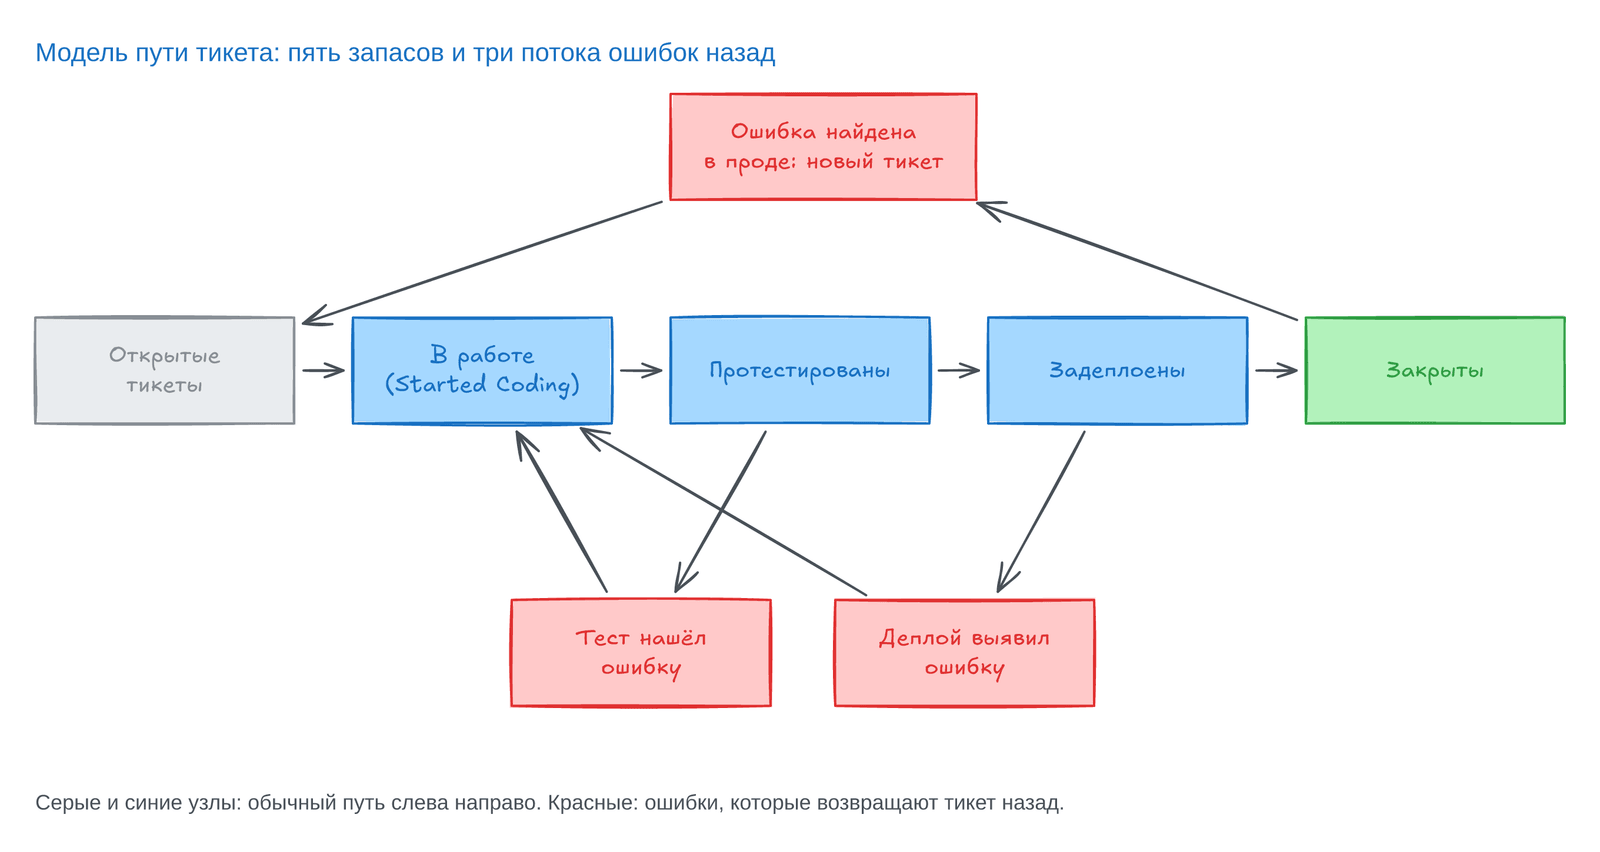 Модель пути тикета: пять запасов и три потока ошибок назад
Ошибка найдена
в проде: новый тикет
Открытые
тикеты
В работе
(Started Coding)
Протестированы
Задеплоены
Закрыты
Тест нашёл
ошибку
Деплой выявил
ошибку
Серые и синие узлы: обычный путь слева направо. Красные: ошибки, которые возвращают тикет назад.